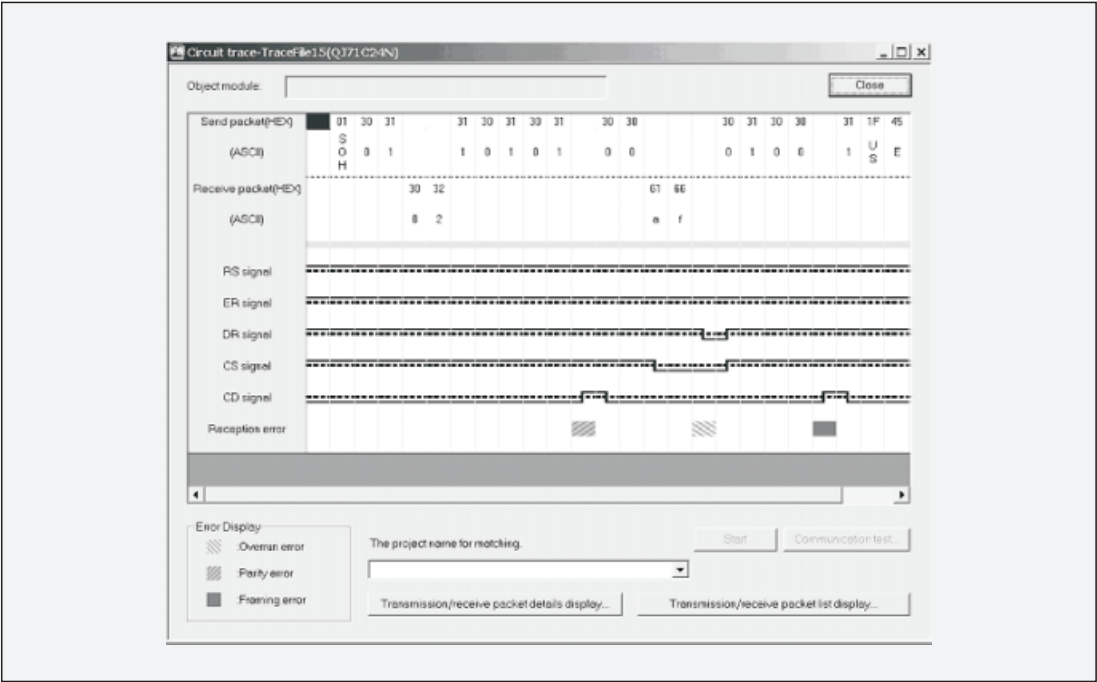 Circuit trace-TraceFile15(QJ71C24N)
Object module:
Close
Send packet(HEX) 01 30 31 31 30 31 30 31 30 30 30 31 30 30 31 1F 45
(ASCII) SOH 0 1 1 0 1 0 1 0 0 0 1 0 0 1 US E
Receive packet(HEX) 30 32 61 66
(ASCII) 0 2 a f
RS signal
ER signal
DR signal
CS signal
CD signal
Reception error
Error Display
:Overrun error
:Parity error
:Framing error
The project name for matching.
Start
Communication test...
Transmission/receive packet details display...
Transmission/receive packet list display...